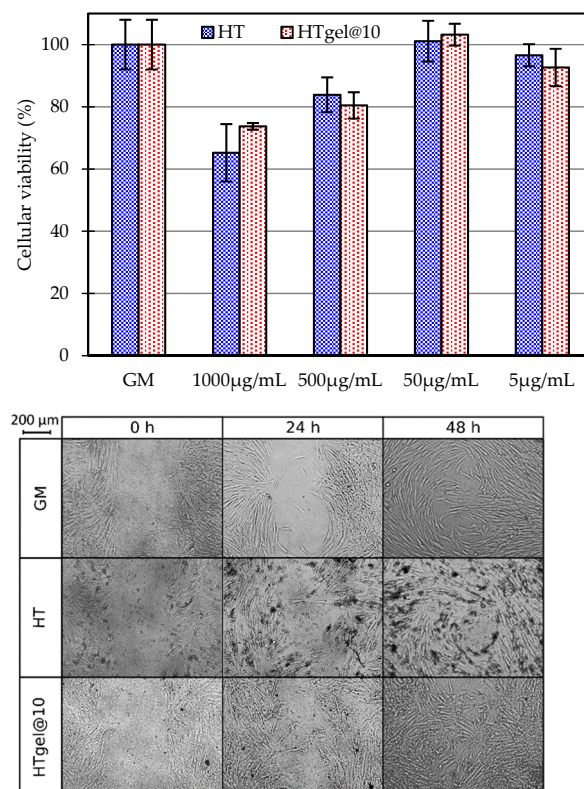 HT HTgel@10
Cellular viability (%)
100
80
60
40
20
0
GM 1000µg/mL 500µg/mL 50µg/mL 5µg/mL
200 µm 0 h 24 h 48 h
GM
HT
HTgel@10